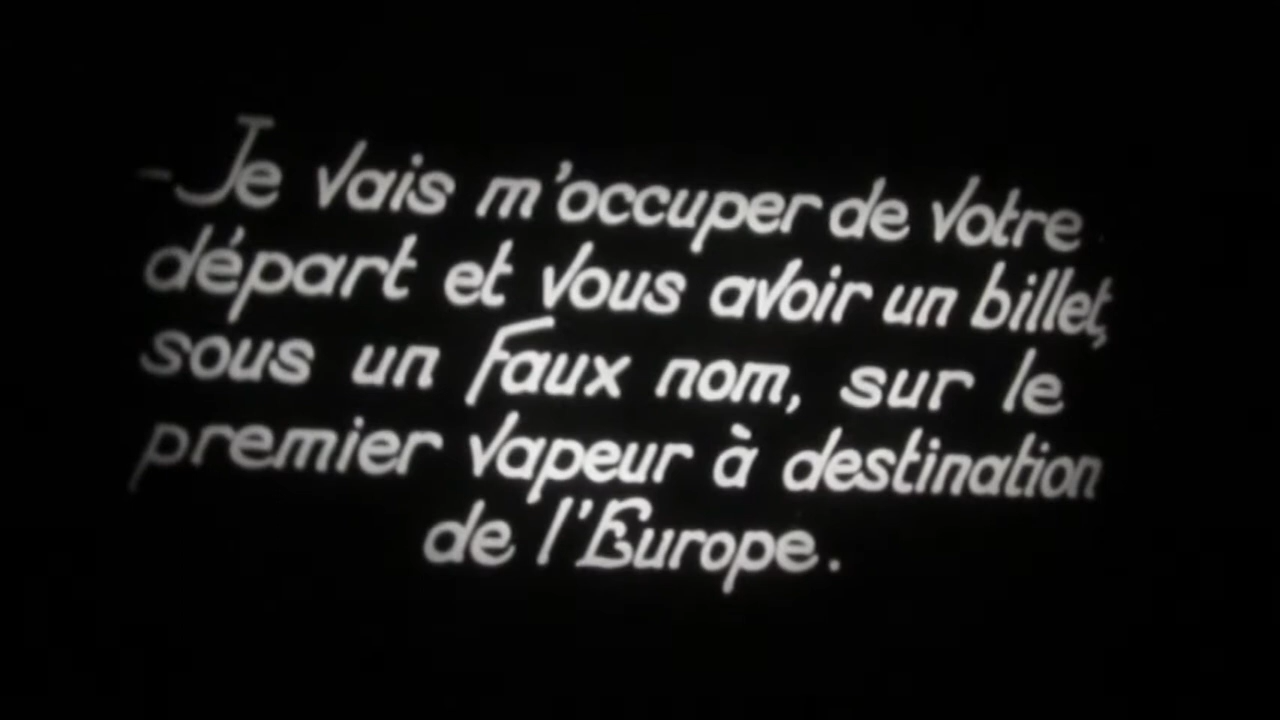 - Je vais m'occuper de votre
départ et vous avoir un billet,
sous un faux nom, sur le
premier vapeur à destination
de l'Europe.